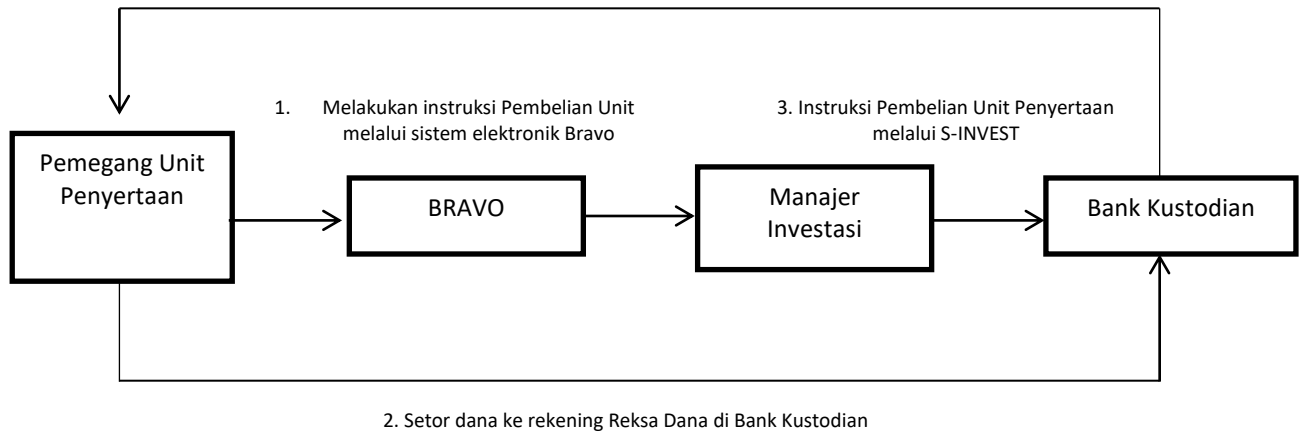 1. Melakukan instruksi Pembelian Unit
melalui sistem elektronik Bravo
3. Instruksi Pembelian Unit Penyertaan
melalui S-INVEST
Pemegang Unit
Penyertaan
BRAVO
Manajer
Investasi
Bank Kustodian
2. Setor dana ke rekening Reksa Dana di Bank Kustodian